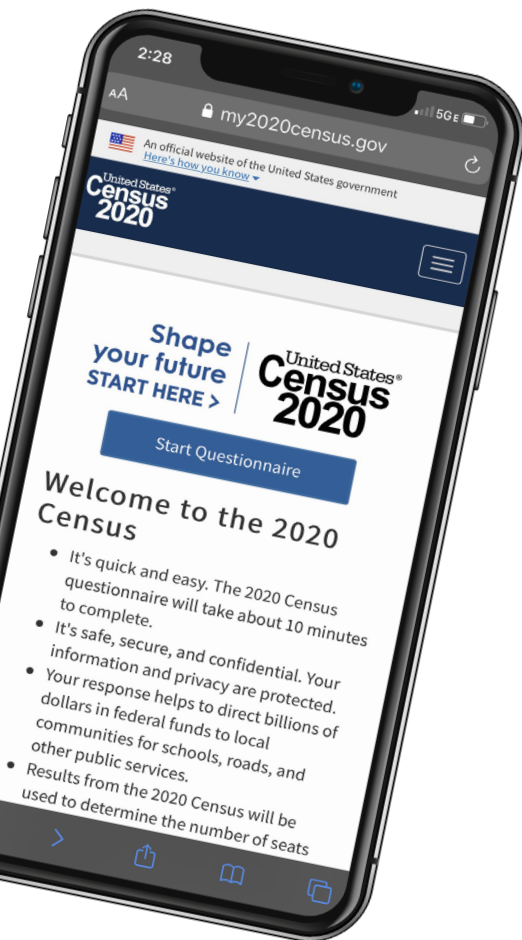 2:28
5G E
AA
my2020census.gov
An official website of the United States government
Here's how you know
United States®
Census
2020
Shape
your future
START HERE >
United States®
Census
2020
Start Questionnaire
Welcome to the 2020
Census
• It's quick and easy. The 2020 Census
questionnaire will take about 10 minutes
to complete.
• It's safe, secure, and confidential. Your
information and privacy are protected.
• Your response helps to direct billions of
dollars in federal funds to local
communities for schools, roads, and
other public services.
• Results from the 2020 Census will be
used to determine the number of seats